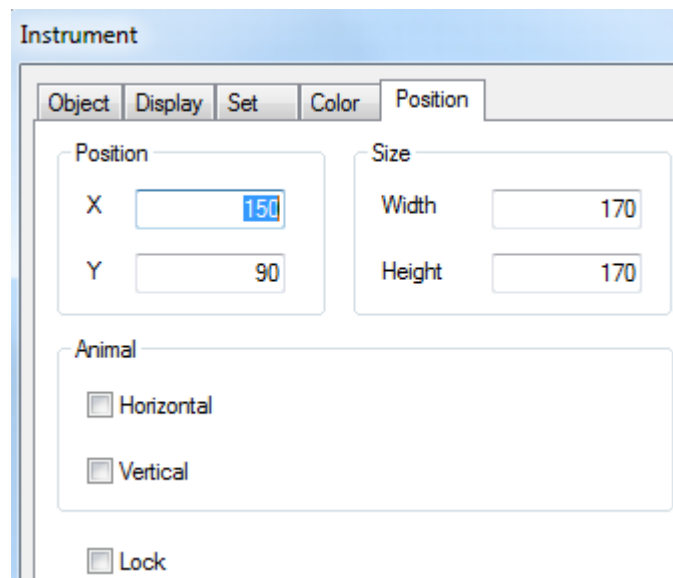 Instrument
Object Display Set Color Position
Position Size
X 150 Width 170
Y 90 Height 170
Animal
Horizontal
Vertical
Lock